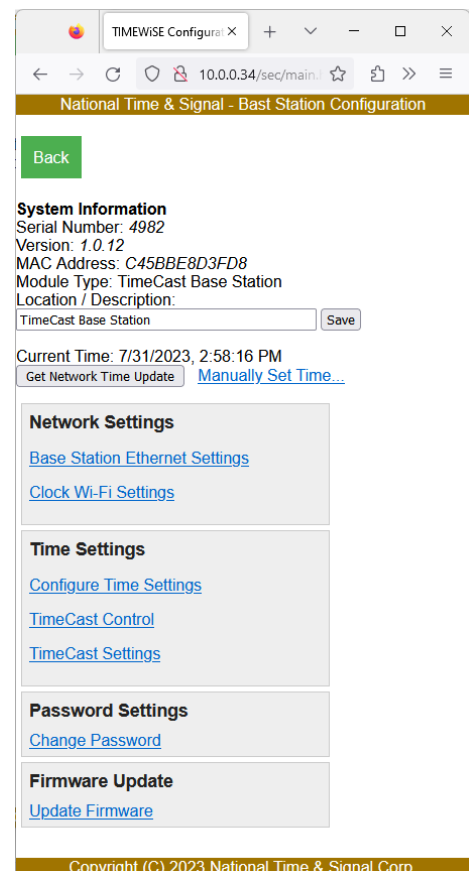 TIMEWiSE Configurat
10.0.0.34/sec/main.
National Time & Signal - Bast Station Configuration
Back
System Information
Serial Number: 4982
Version: 1.0.12
MAC Address: C45BBE8D3FD8
Module Type: TimeCast Base Station
Location / Description:
TimeCast Base Station Save
Current Time: 7/31/2023, 2:58:16 PM
Get Network Time Update Manually Set Time...
Network Settings
Base Station Ethernet Settings
Clock Wi-Fi Settings
Time Settings
Configure Time Settings
TimeCast Control
TimeCast Settings
Password Settings
Change Password
Firmware Update
Update Firmware
Copyright (C) 2023 National Time & Signal Corp